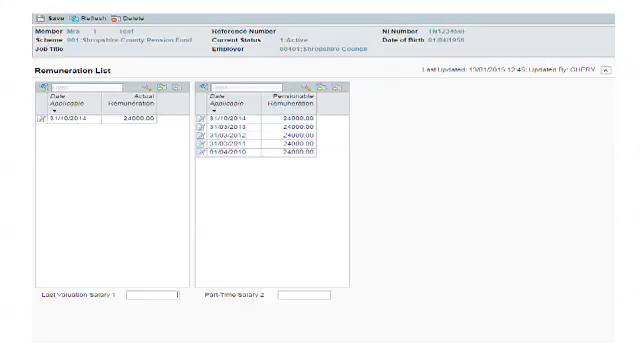 Save Refresh Delete
Member Mrs 1 Test Reference Number NI Number TN123456J
Scheme 001:Shropshire County Pension Fund Current Status 1:Active Date of Birth 01/04/1956
Job Title Employer 00401:Shropshire Council
Remuneration List Last Updated: 13/01/2015 12:45; Updated By: CHERY
Date Applicable Actual Remuneration
31/10/2014 24000.00
Date Applicable Pensionable Remuneration
31/10/2014 24000.00
31/03/2013 24000.00
31/03/2012 24000.00
31/03/2011 24000.00
01/04/2010 24000.00
Last Valuation Salary 1 Part-Time Salary 2